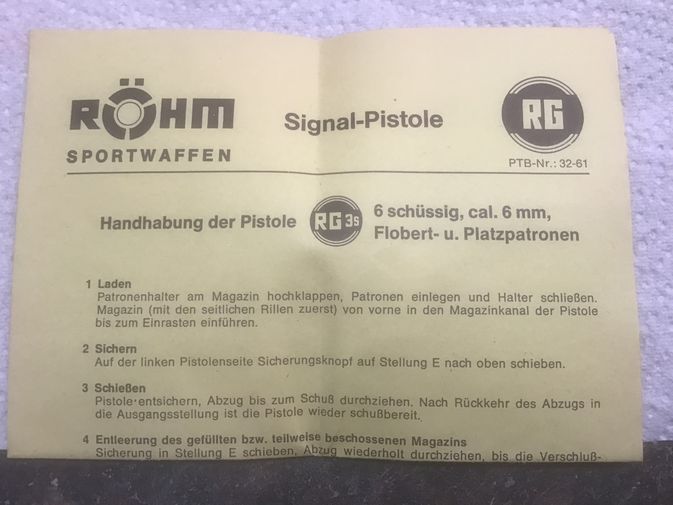 RÖHM
SPORTWAFFEN
Signal-Pistole
RG
PTB-Nr.: 32-61
Handhabung der Pistole
RG 3s
6 schüssig, cal. 6 mm,
Flobert- u. Platzpatronen
1 Laden
Patronenhalter am Magazin hochklappen, Patronen einlegen und Halter schließen.
Magazin (mit den seitlichen Rillen zuerst) von vorne in den Magazinkanal der Pistole
bis zum Einrasten einführen.
2 Sichern
Auf der linken Pistolenseite Sicherungsknopf auf Stellung E nach oben schieben.
3 Schießen
Pistole entsichern, Abzug bis zum Schuß durchziehen. Nach Rückkehr des Abzugs in
die Ausgangsstellung ist die Pistole wieder schußbereit.
4 Entleerung des gefüllten bzw. teilweise beschossenen Magazins
Sicherung in Stellung E schieben, Abzug wiederholt durchziehen, bis die Verschluß-